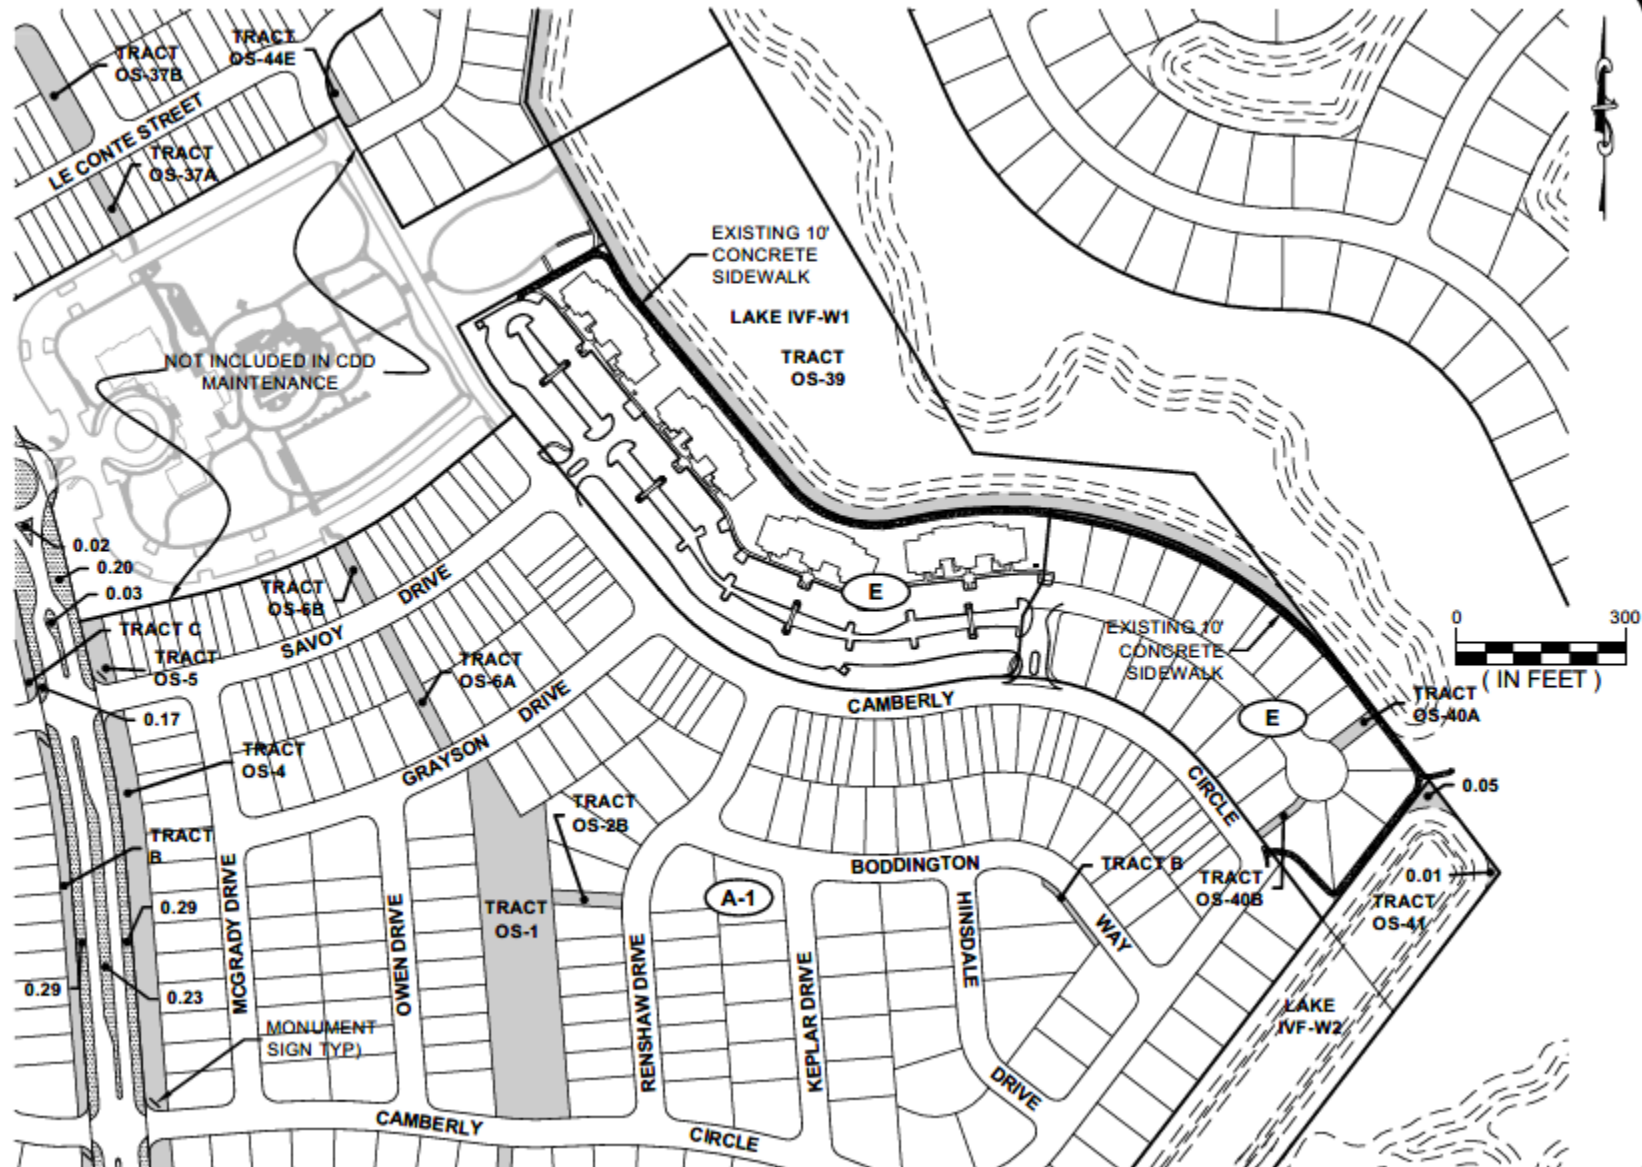 TRACT
OS-37B
TRACT
OS-44E
LE CONTE STREET
TRACT
OS-37A
EXISTING 10'
CONCRETE
SIDEWALK
LAKE IVF-W1
TRACT
OS-39
NOT INCLUDED IN CDD
MAINTENANCE
0.02
0.20
0.03
TRACT C
TRACT
OS-5
0.17
TRACT
OS-6B
SAVOY DRIVE
TRACT
OS-6A
GRAYSON DRIVE
E
EXISTING 10'
CONCRETE
SIDEWALK
0 300
( IN FEET )
TRACT
OS-40A
E
CAMBERLY CIRCLE
0.05
TRACT
OS-4
TRACT
OS-2B
TRACT
B
BODDINGTON WAY
TRACT B
TRACT
OS-40B
0.01
TRACT
OS-41
A-1
0.29
TRACT
OS-1
MCGRADY DRIVE
OWEN DRIVE
RENSHAW DRIVE
KEPLAR DRIVE
HINSDALE DRIVE
0.29
0.23
MONUMENT
SIGN TYP)
LAKE
IVF-W2
CAMBERLY CIRCLE